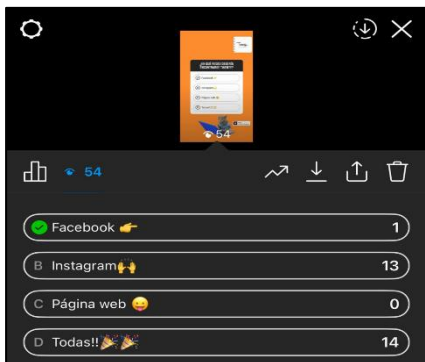 54
54
Facebook 👉 1
B Instagram🙌 13
C Página web 😛 0
D Todas!!🎉🎉 14